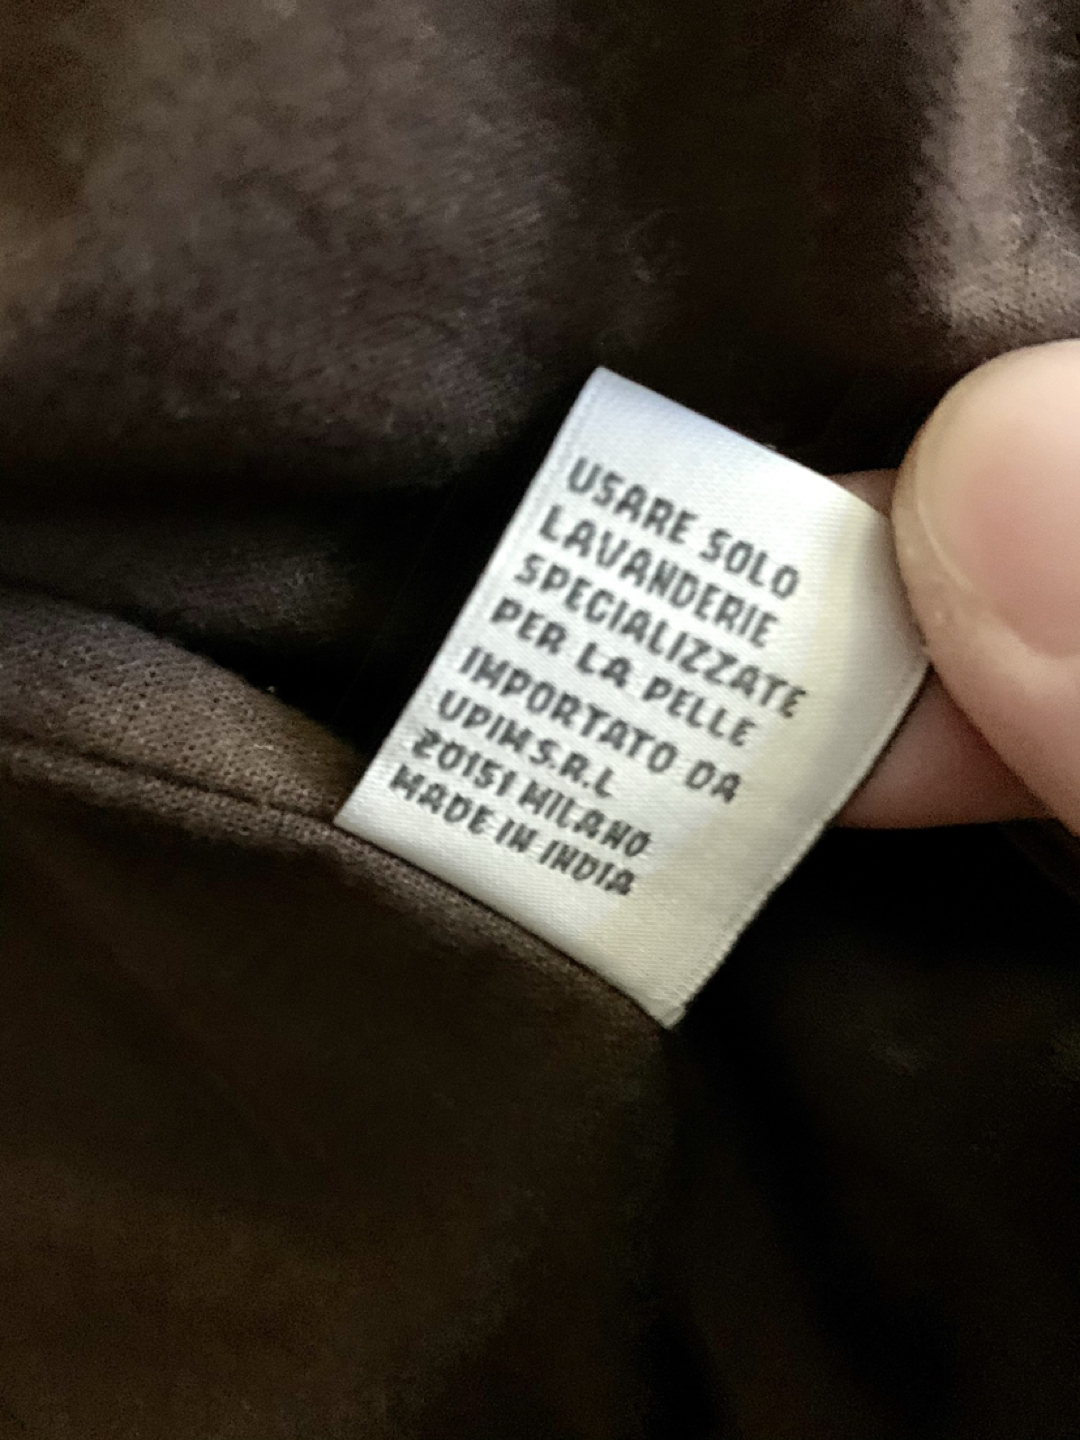 USARE SOLO
LAVANDERIE
SPECIALIZZATE
PER LA PELLE
IMPORTATO DA
UPIM S.R.L
20151 MILANO
MADE IN INDIA